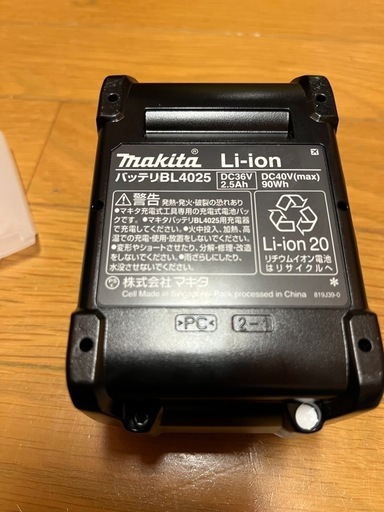 makita Li-ion
バッテリBL4025 DC36V 2.5Ah DC40V(max) 90Wh
警告 発熱・発火・破裂の恐れあり
●マキタ充電式工具専用の充電式電池パックです。●マキタバッテリBL4025用充電器で充電してください。●火中投入、加熱、高温での充電・使用・放置をしないでください。
●変形やショートさせたり、分解・修理・改造をしないでください。●雨ざらしにしたり、水没させないでください。
Li-ion 20
リチウムイオン電池はリサイクルへ
株式会社マキタ
Cell Made in Singapore Pack processed in China 819J39-0
>PC< 2-1